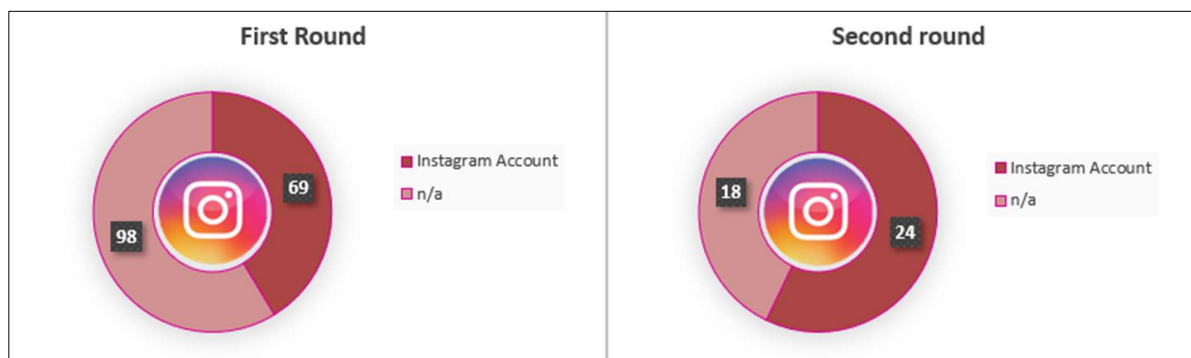 First Round
69
98
Instagram Account
n/a
Second round
18
24
Instagram Account
n/a